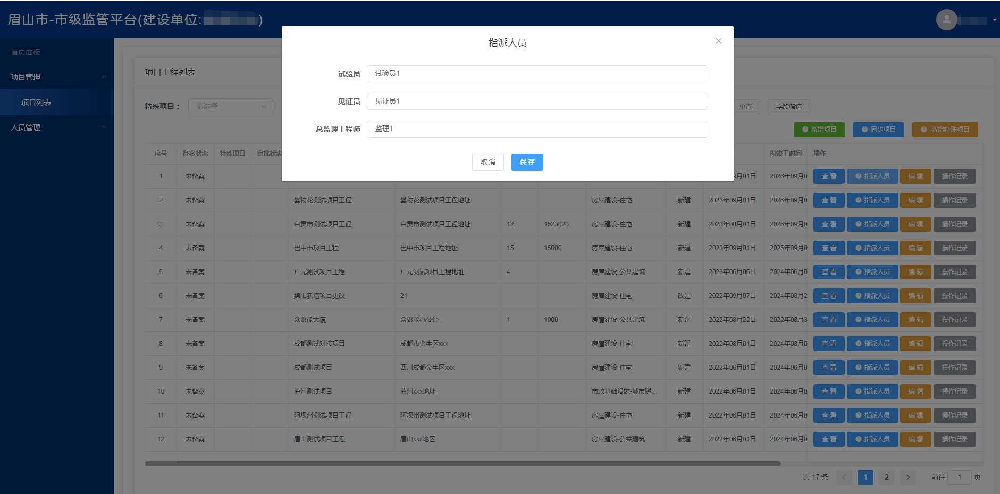 眉山市-市级监管平台(建设单位:)
首页面板
项目管理
项目列表
人员管理
指派人员
试验员 试验员1
见证员 见证员1
总监理工程师 监理1
取消 保存
项目工程列表
特殊项目： 请选择 重置 字段筛选
新增项目 同步项目 新增特殊项目
序号 备案状态 特殊项目 审批状态 拟竣工时间 操作
1 未备案 9月01日 2026年09月0 查看 指派人员 编辑 操作记录
2 未备案 攀枝花测试项目工程 攀枝花测试项目工程地址 房屋建设-住宅 新建 2023年09月01日 2026年09月0 查看 指派人员 编辑 操作记录
3 未备案 自贡市测试项目工程 自贡市测试项目工程地址 12 1523020 房屋建设-住宅 新建 2023年08月01日 2026年09月0 查看 指派人员 编辑 操作记录
4 未备案 巴中市项目工程 巴中市项目工程地址 15 15000 房屋建设-住宅 新建 2023年09月01日 2025年09月0 查看 指派人员 编辑 操作记录
5 未备案 广元测试项目工程 广元测试项目工程地址 4 房屋建设-公共建筑 新建 2023年06月06日 2024年06月0 查看 指派人员 编辑 操作记录
6 未备案 绵阳新增项目更改 21 房屋建设-住宅 改建 2022年09月07日 2024年08月2 查看 指派人员 编辑 操作记录
7 未备案 众聚能大厦 众聚能办公处 1 1000 房屋建设-公共建筑 新建 2022年08月22日 2022年08月3 查看 指派人员 编辑 操作记录
8 未备案 成都测试对接项目 成都市金牛区xxx 房屋建设-住宅 新建 2022年08月01日 2024年08月0 查看 指派人员 编辑 操作记录
9 未备案 成都测试项目 四川成都金牛区xxx 房屋建设-住宅 新建 2022年06月01日 2024年06月0 查看 指派人员 编辑 操作记录
10 未备案 泸州测试项目 泸州xxx地址 市政基础设施-城市隧... 新建 2022年06月01日 2024年06月0 查看 指派人员 编辑 操作记录
11 未备案 阿坝州测试项目工程 阿坝州测试项目工程地址 房屋建设-住宅 新建 2022年06月01日 2024年06月0 查看 指派人员 编辑 操作记录
12 未备案 眉山测试项目工程 眉山xxx地区 房屋建设-公共建筑 新建 2022年06月01日 2024年06月0 查看 指派人员 编辑 操作记录
共 17 条 1 2 前往 1 页